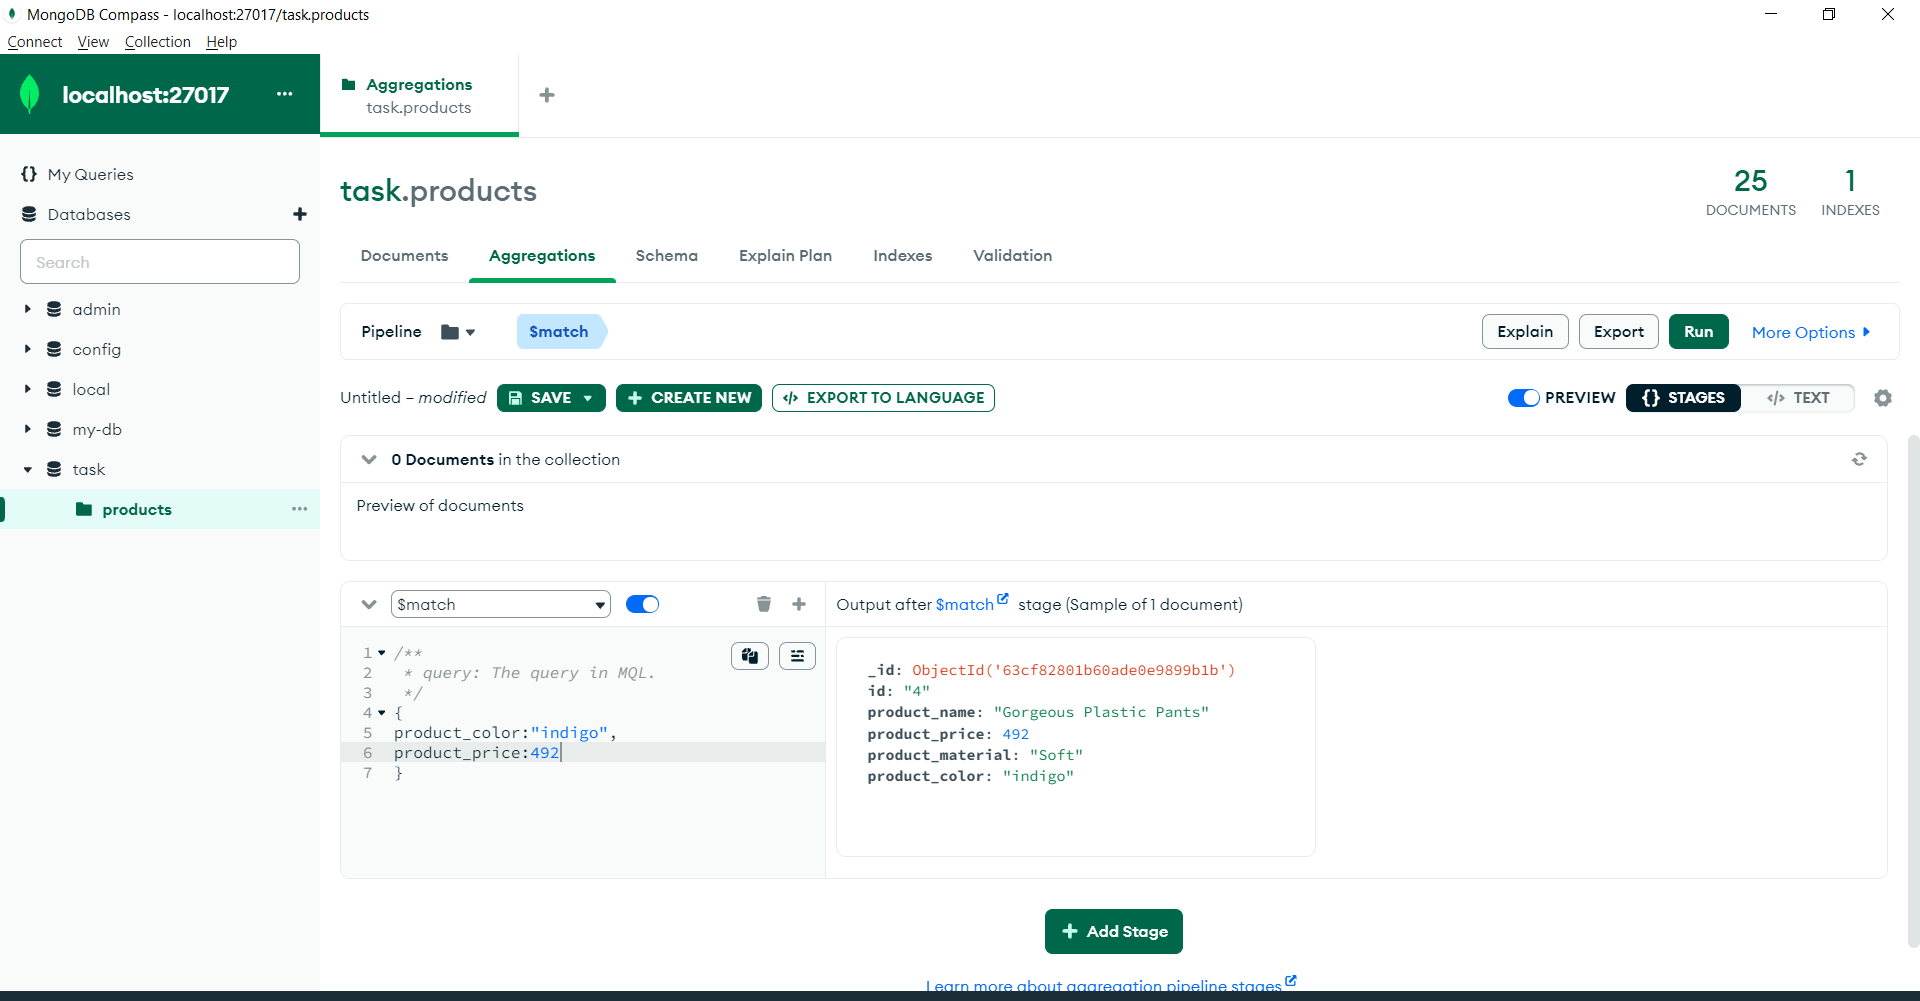 MongoDB Compass - localhost:27017/task.products
Connect View Collection Help
localhost:27017 ...
Aggregations
task.products
My Queries
Databases
Search
admin
config
local
my-db
task
products ...
task.products
25
DOCUMENTS
1
INDEXES
Documents Aggregations Schema Explain Plan Indexes Validation
Pipeline $match Explain Export Run More Options
Untitled – modified SAVE CREATE NEW </> EXPORT TO LANGUAGE PREVIEW {} STAGES </> TEXT
0 Documents in the collection
Preview of documents
$match
1 /**
2 * query: The query in MQL.
3 */
4 {
5 product_color:"indigo",
6 product_price:492
7 }
Output after $match stage (Sample of 1 document)
_id: ObjectId('63cf82801b60ade0e9899b1b')
id: "4"
product_name: "Gorgeous Plastic Pants"
product_price: 492
product_material: "Soft"
product_color: "indigo"
Add Stage
Learn more about aggregation pipeline stages